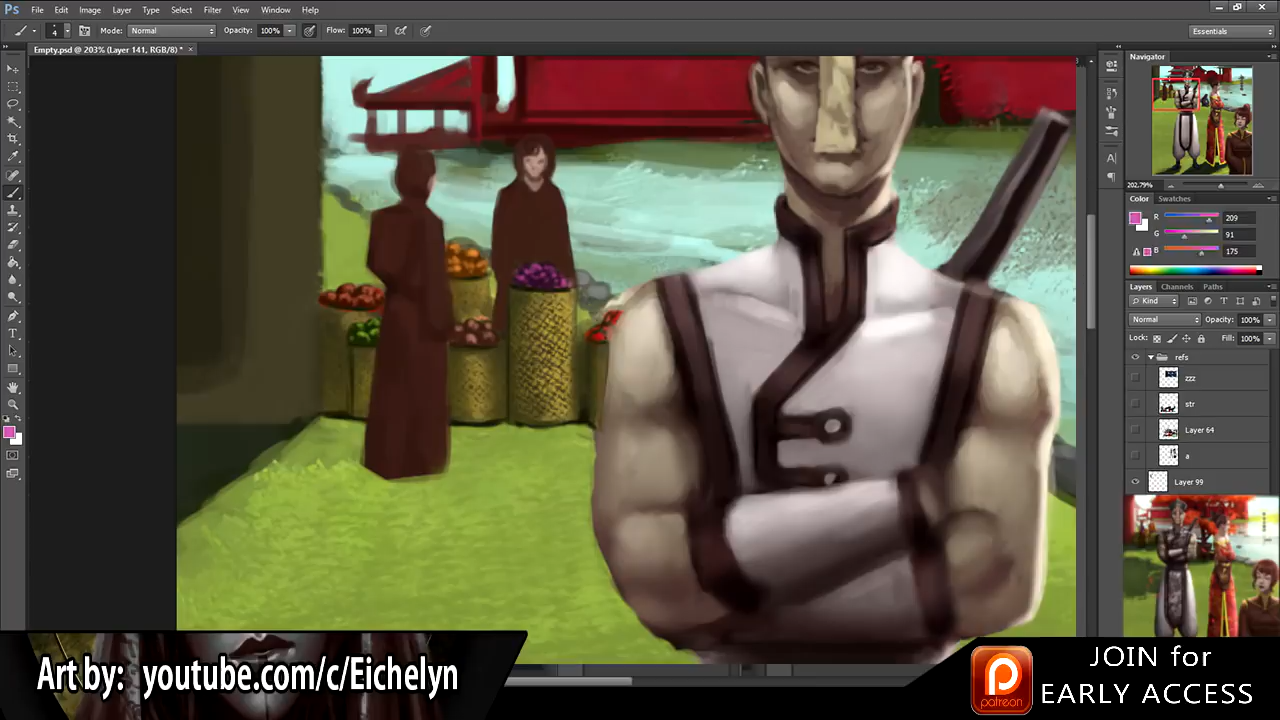 Ps File Edit Image Layer Type Select Filter View Window Help
4 Mode: Normal Opacity: 100% Flow: 100% Essentials
Empty.psd @ 203% (Layer 141, RGB/8) * ×
Navigator
202.79%
Color Swatches
R 209
G 91
B 175
Layers Channels Paths
Kind
Normal Opacity: 100%
Lock: Fill: 100%
refs
zzz
str
Layer 64
a
Layer 99
Art by: youtube.com/c/Eichelyn
JOIN for
EARLY ACCESS
patreon